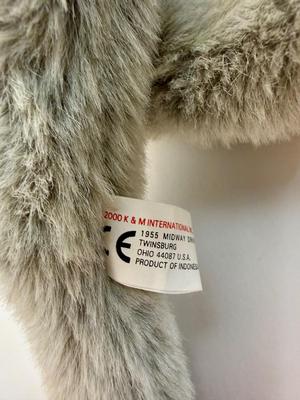 2000 K & M INTERNATIONAL
CE
1955 MIDWAY
TWINSBURG
OHIO 44087 U.S.A.
PRODUCT OF INDONESIA